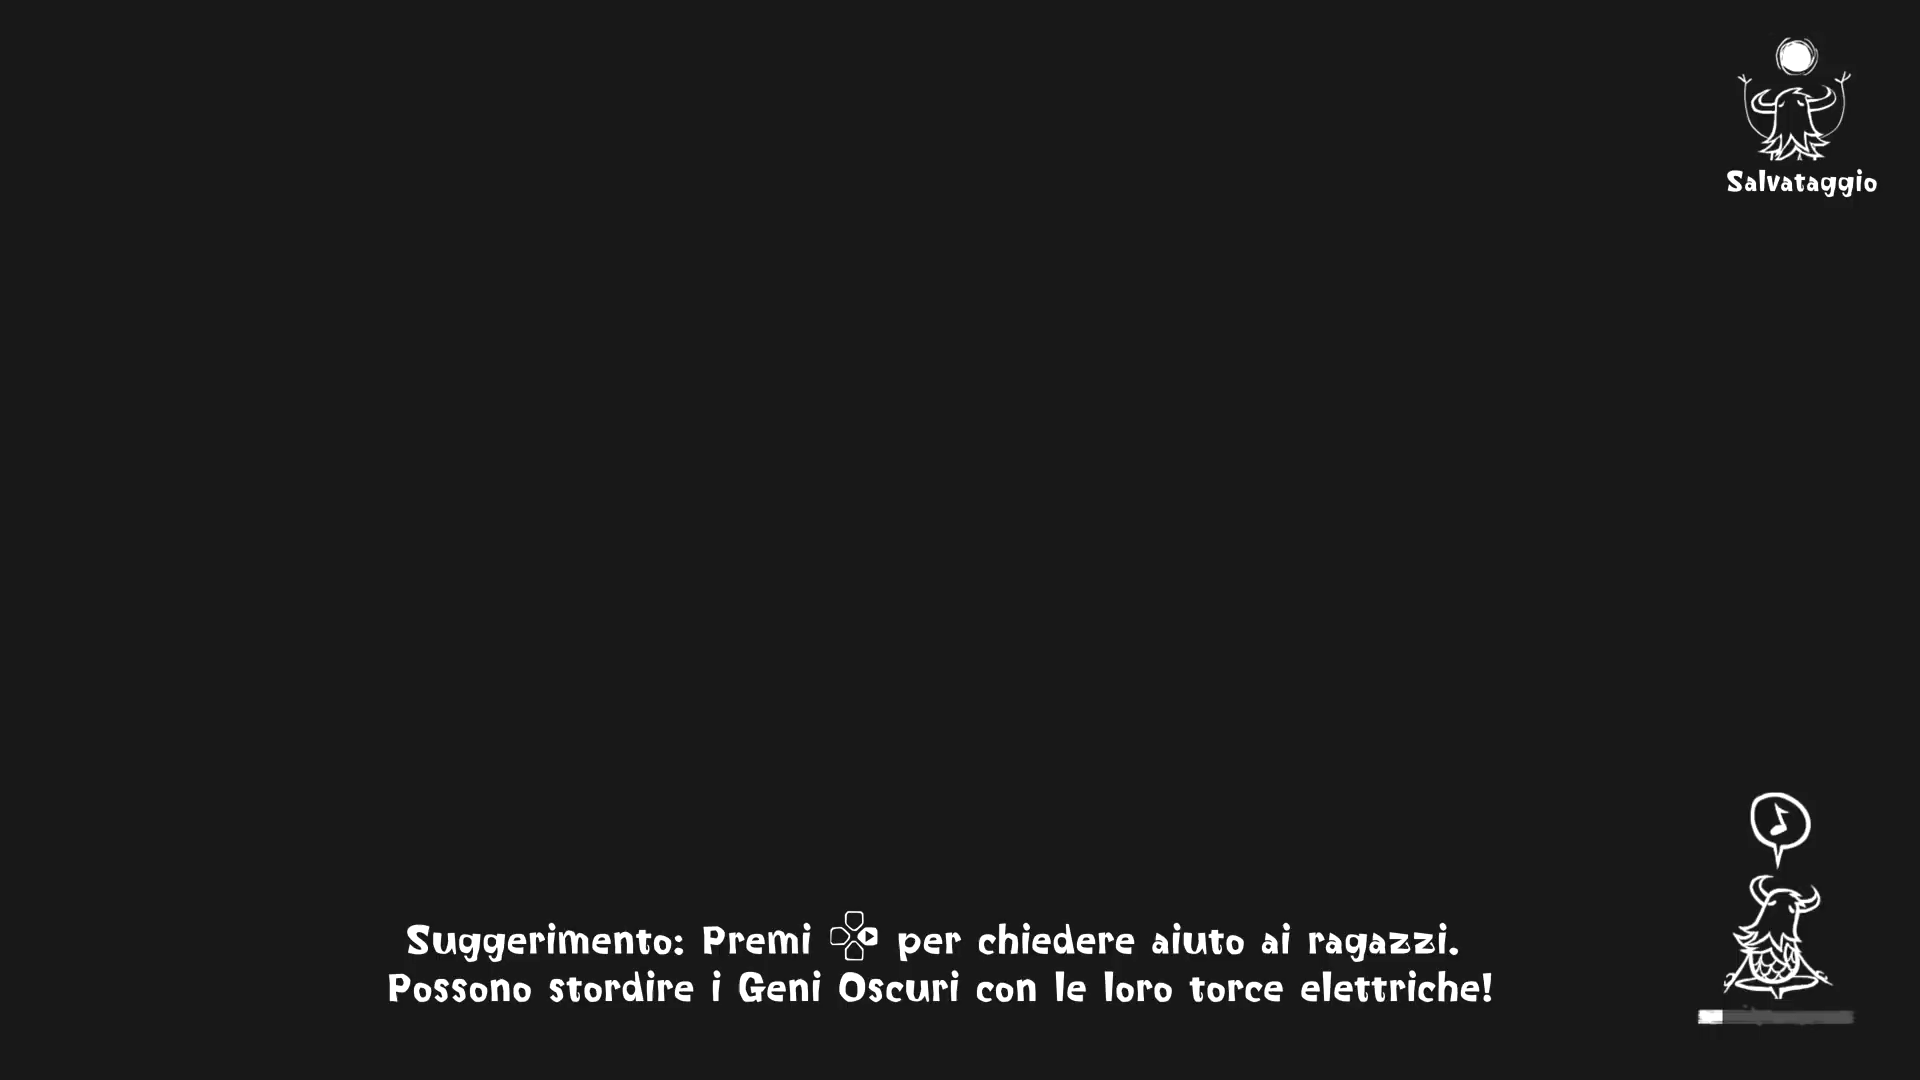 Salvataggio
Suggerimento: Premi per chiedere aiuto ai ragazzi.
Possono stordire i Geni Oscuri con le loro torce elettriche!